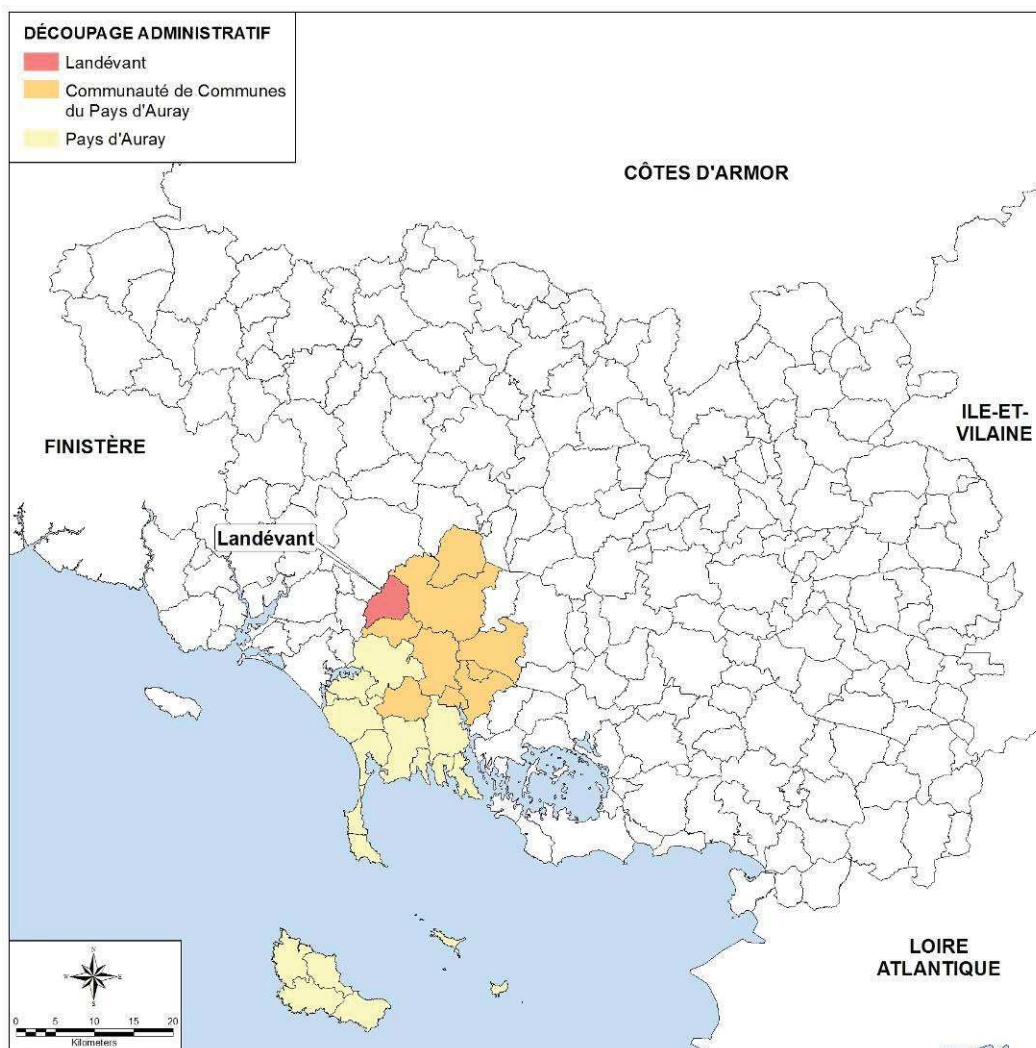 DÉCOUPAGE ADMINISTRATIF
Landévant
Communauté de Communes
du Pays d'Auray
Pays d'Auray
CÔTES D'ARMOR
FINISTÈRE
ILE-ET-
VILAINE
Landévant
LOIRE
ATLANTIQUE
N
W E
S
0 5 10 15 20
Kilometers